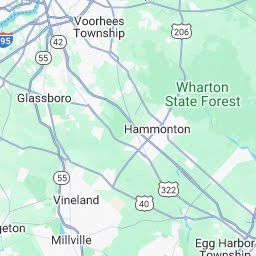 Voorhees
Township
42
206
95
55
Wharton
State Forest
Glassboro
Hammonton
55
322
Vineland
40
geton
Millville
Egg Harbor
Township